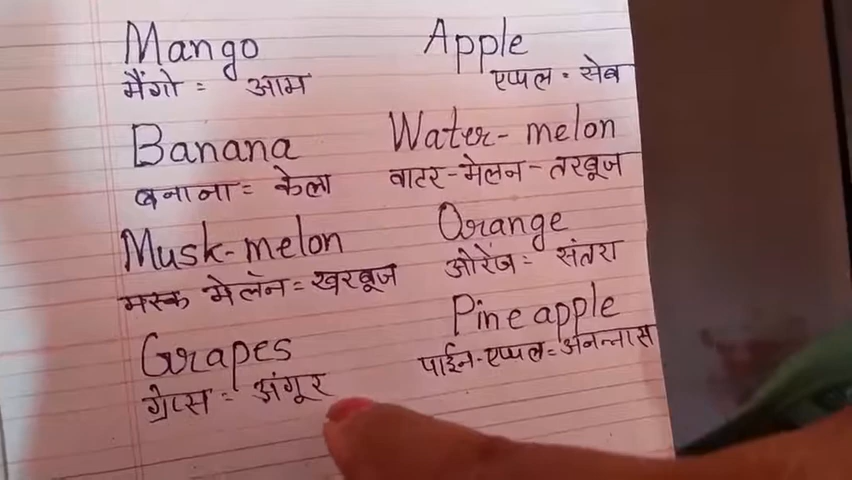 Mango
मैंगो = आम
Apple
एप्पल - सेब
Banana
बनाना = केला
Water-melon
वाटर-मेलन-तरबूज
Musk-melon
मस्क मेलॅन = खरबूज
Orange
ओरेंज = संतरा
Grapes
ग्रेप्स = अंगूर
Pineapple
पाईन-एप्पल=अनन्नास